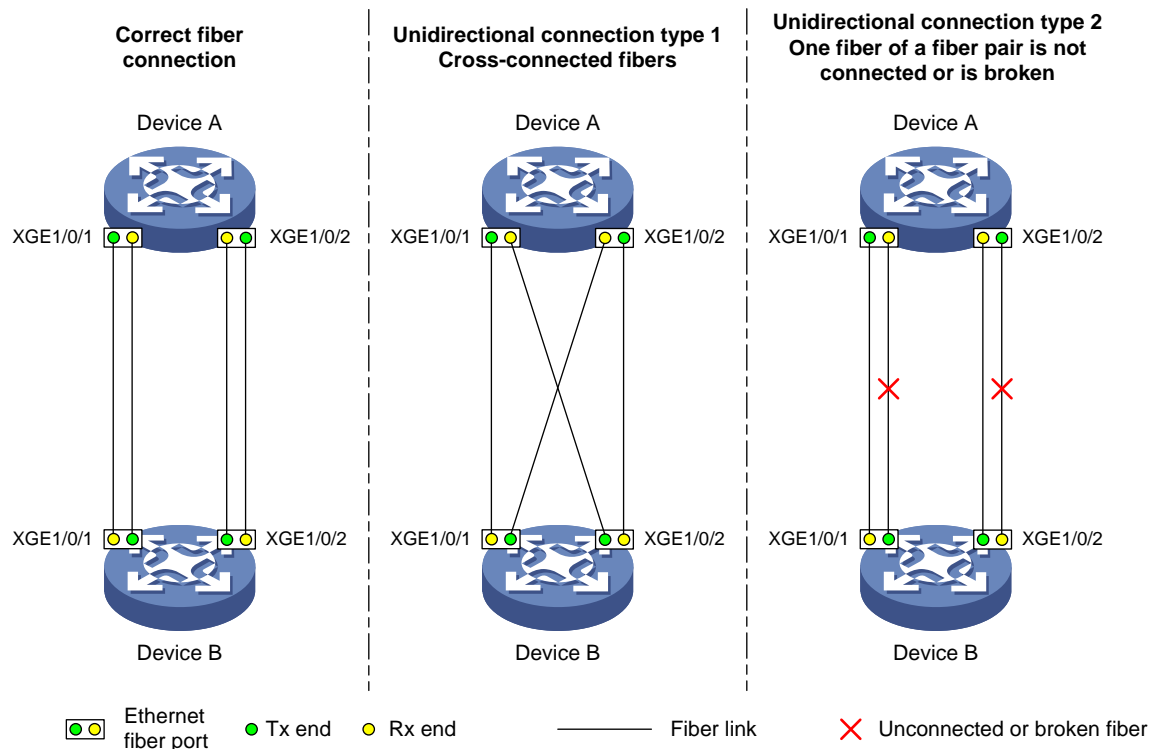 Correct fiber
connection
Unidirectional connection type 1
Cross-connected fibers
Unidirectional connection type 2
One fiber of a fiber pair is not
connected or is broken
Device A
Device A
Device A
XGE1/0/1
XGE1/0/2
XGE1/0/1
XGE1/0/2
XGE1/0/1
XGE1/0/2
XGE1/0/1
XGE1/0/2
XGE1/0/1
XGE1/0/2
XGE1/0/1
XGE1/0/2
Device B
Device B
Device B
Ethernet
fiber port
Tx end
Rx end
Fiber link
Unconnected or broken fiber